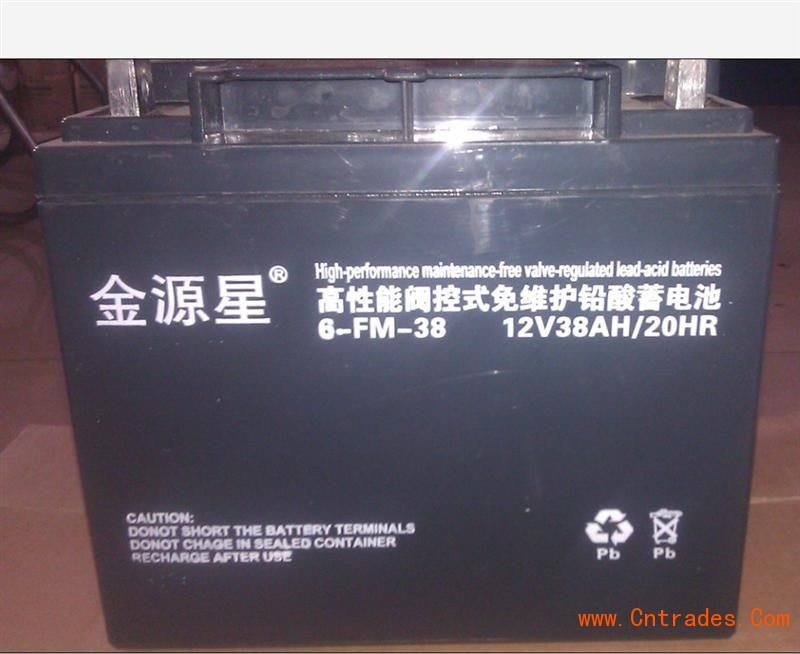 金源星®
High-performance maintenance-free valve-regulated lead-acid batteries
高性能阀控式免维护铅酸蓄电池
6-FM-38 12V38AH/20HR
CAUTION:
DONOT SHORT THE BATTERY TERMINALS
DONOT CHAGE IN SEALED CONTAINER
RECHARGE AFTER USE
Pb Pb
www.Cntrades.Com